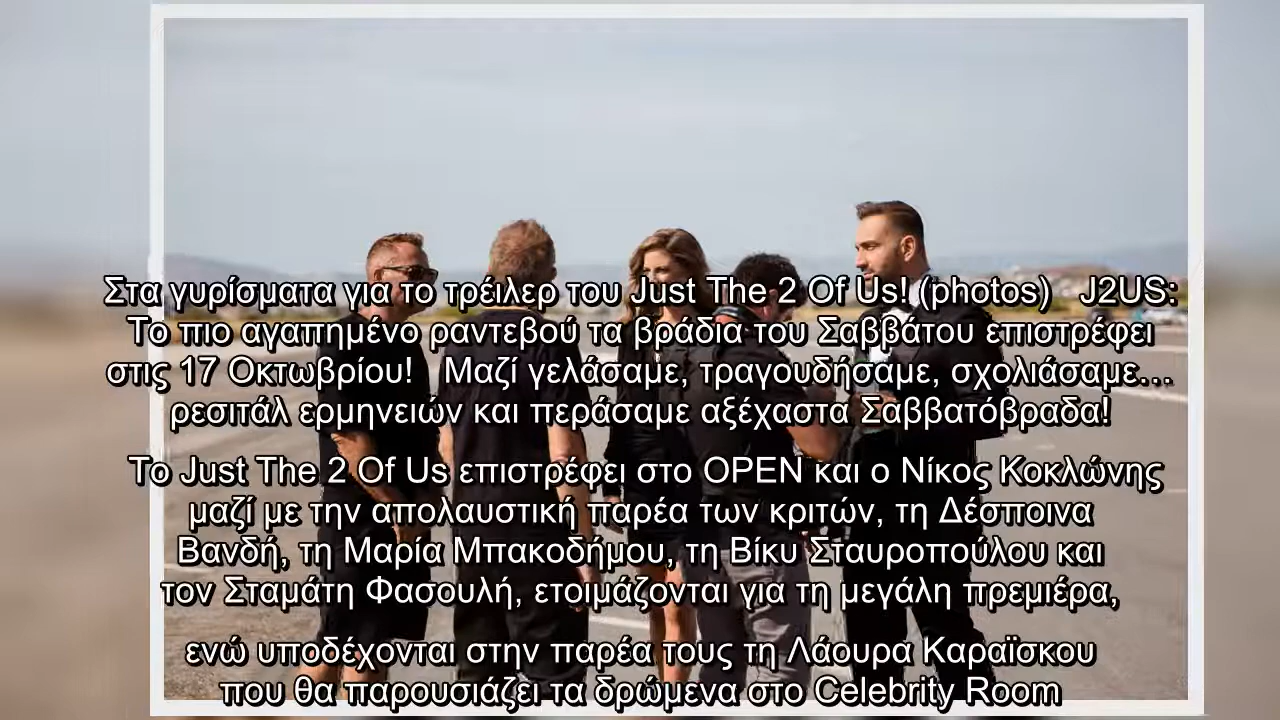 Στα γυρίσματα για το τρέιλερ του Just The 2 Of Us! (photos)   J2US:
Το πιο αγαπημένο ραντεβού τα βράδια του Σαββάτου επιστρέφει
στις 17 Οκτωβρίου!   Μαζί γελάσαμε, τραγουδήσαμε, σχολιάσαμε…
ρεσιτάλ ερμηνειών και περάσαμε αξέχαστα Σαββατόβραδα!
Το Just The 2 Of Us επιστρέφει στο OPEN και ο Νίκος Κοκλώνης
μαζί με την απολαυστική παρέα των κριτών, τη Δέσποινα
Βανδή, τη Μαρία Μπακοδήμου, τη Βίκυ Σταυροπούλου και
τον Σταμάτη Φασουλή, ετοιμάζονται για τη μεγάλη πρεμιέρα,
ενώ υποδέχονται στην παρέα τους τη Λάουρα Καραϊσκου
που θα παρουσιάζει τα δρώμενα στο Celebrity Room